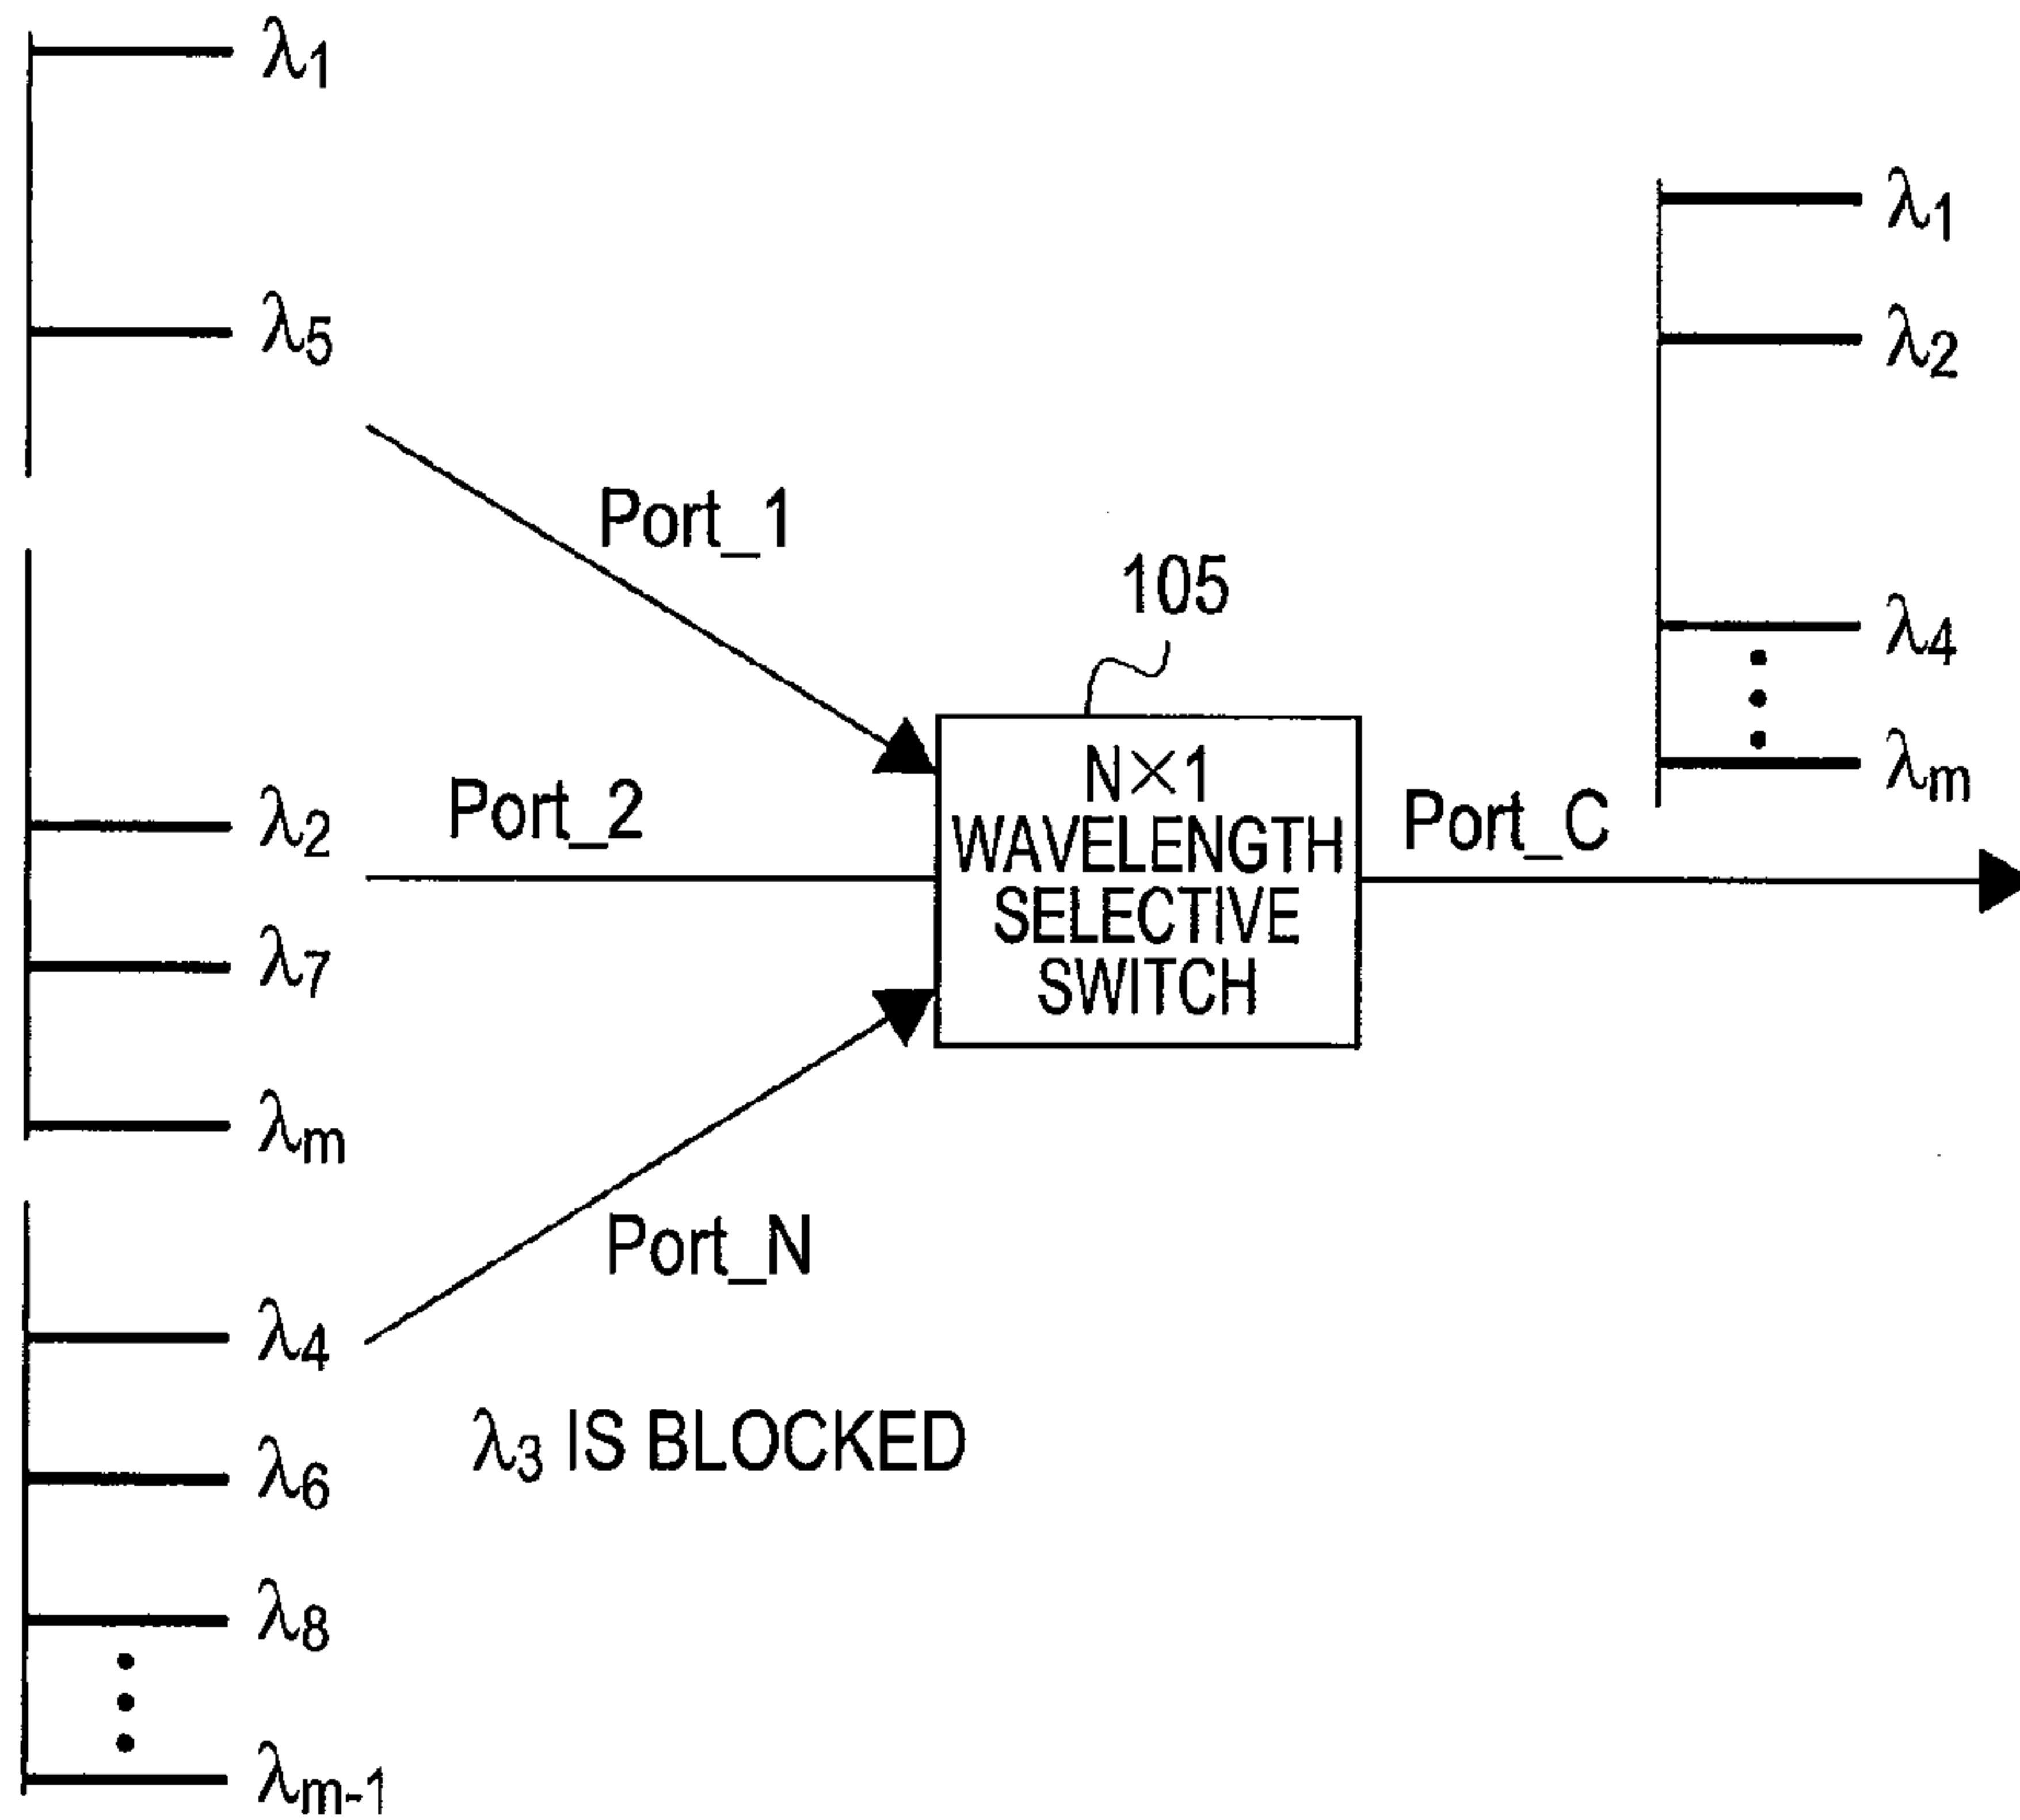 λ1
λ5
Port_1
λ2
λ7
λm
Port_2
λ4
λ6
λ8
λm-1
Port_N
λ3 IS BLOCKED
105
N×1
WAVELENGTH
SELECTIVE
SWITCH
Port_C
λ1
λ2
λ4
λm